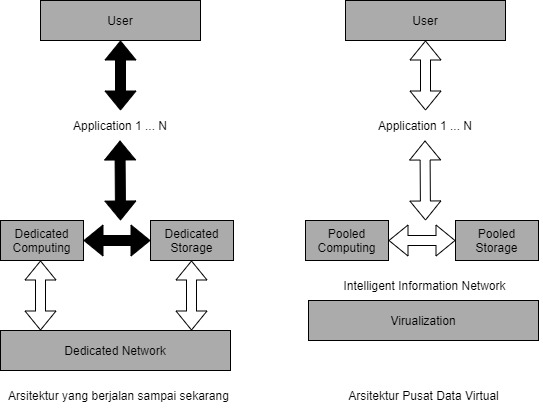 User
User
Application 1 ... N
Application 1 ... N
Dedicated
Computing
Dedicated
Storage
Pooled
Computing
Pooled
Storage
Intelligent Information Network
Virualization
Dedicated Network
Arsitektur yang berjalan sampai sekarang
Arsitektur Pusat Data Virtual